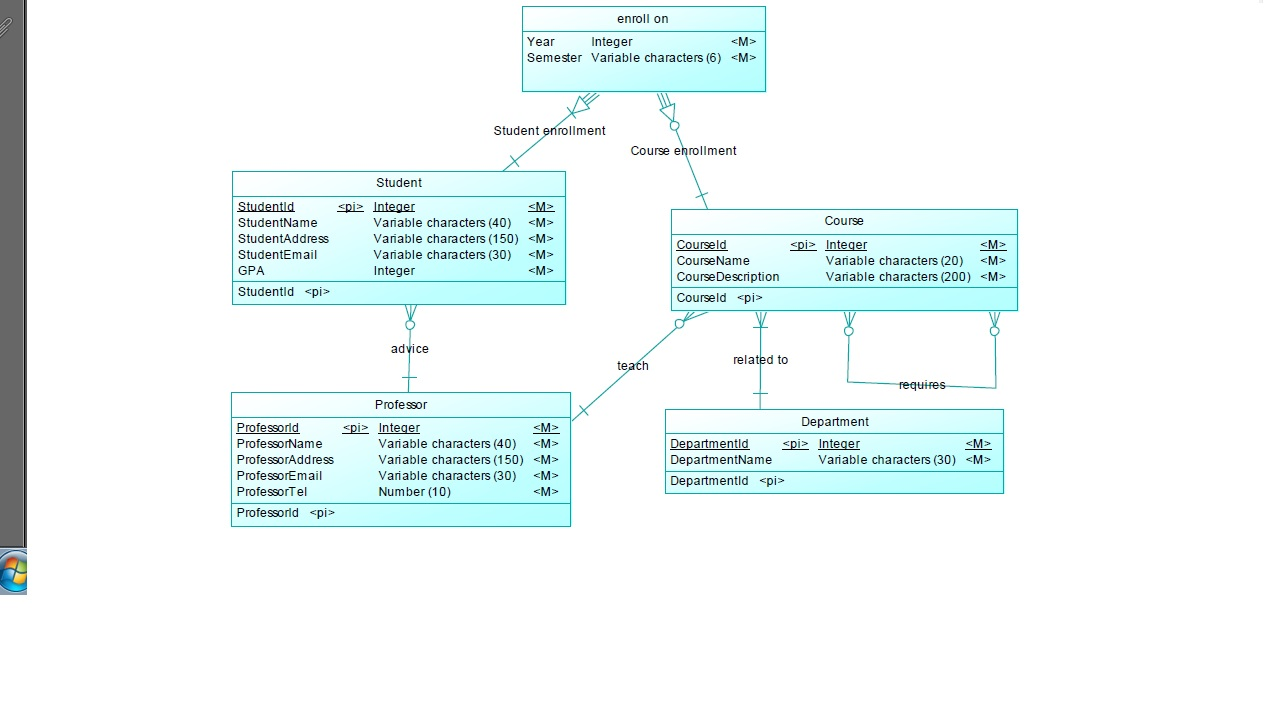 enroll on
Year Integer <M>
Semester Variable characters (6) <M>
Student enrollment
Course enrollment
Student
StudentId <pi> Integer <M>
StudentName Variable characters (40) <M>
StudentAddress Variable characters (150) <M>
StudentEmail Variable characters (30) <M>
GPA Integer <M>
StudentId <pi>
Course
CourseId <pi> Integer <M>
CourseName Variable characters (20) <M>
CourseDescription Variable characters (200) <M>
CourseId <pi>
advice
teach
related to
requires
Professor
ProfessorId <pi> Integer <M>
ProfessorName Variable characters (40) <M>
ProfessorAddress Variable characters (150) <M>
ProfessorEmail Variable characters (30) <M>
ProfessorTel Number (10) <M>
ProfessorId <pi>
Department
DepartmentId <pi> Integer <M>
DepartmentName Variable characters (30) <M>
DepartmentId <pi>